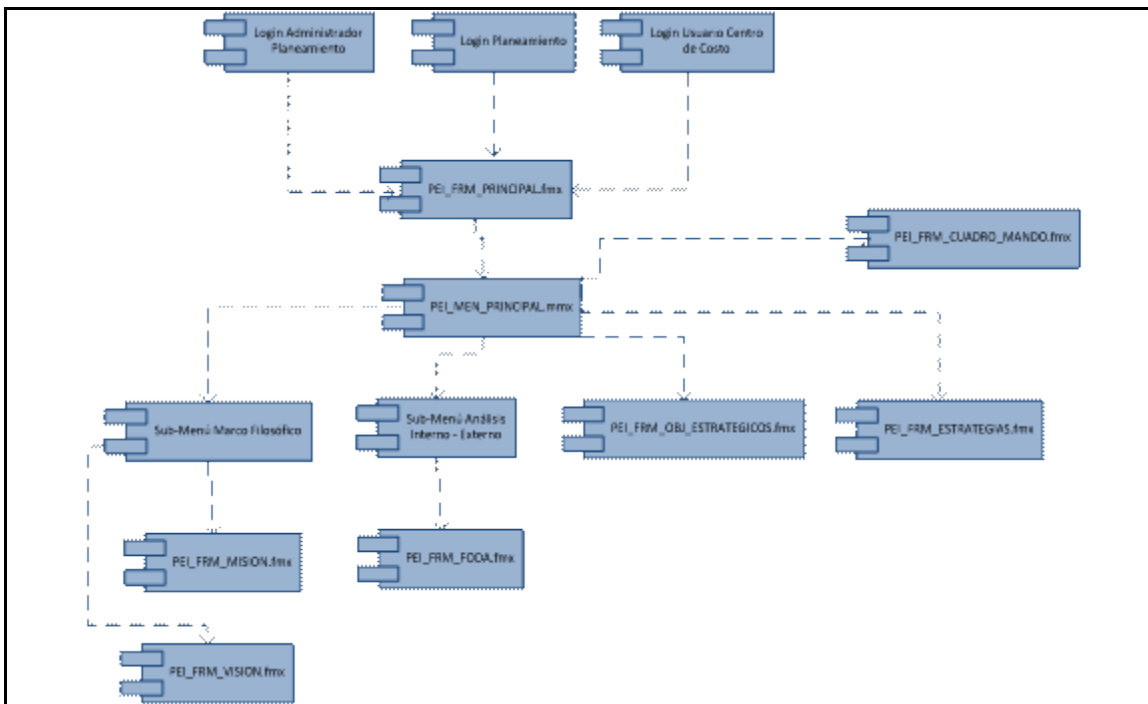 Login Administrador
Planeamiento
Login Planeamiento
Login Usuario Centro
de Costo
PEI_FRM_PRINCIPAL.fmx
PEI_FRM_CUADRO_MANDO.fmx
PEI_MEN_PRINCIPAL.mmx
Sub-Menú Marco Filosófico
Sub-Menú Análisis
Interno - Externo
PEI_FRM_OBJ_ESTRATEGICOS.fmx
PEI_FRM_ESTRATEGIAS.fmx
PEI_FRM_MISION.fmx
PEI_FRM_FODA.fmx
PEI_FRM_VISION.fmx